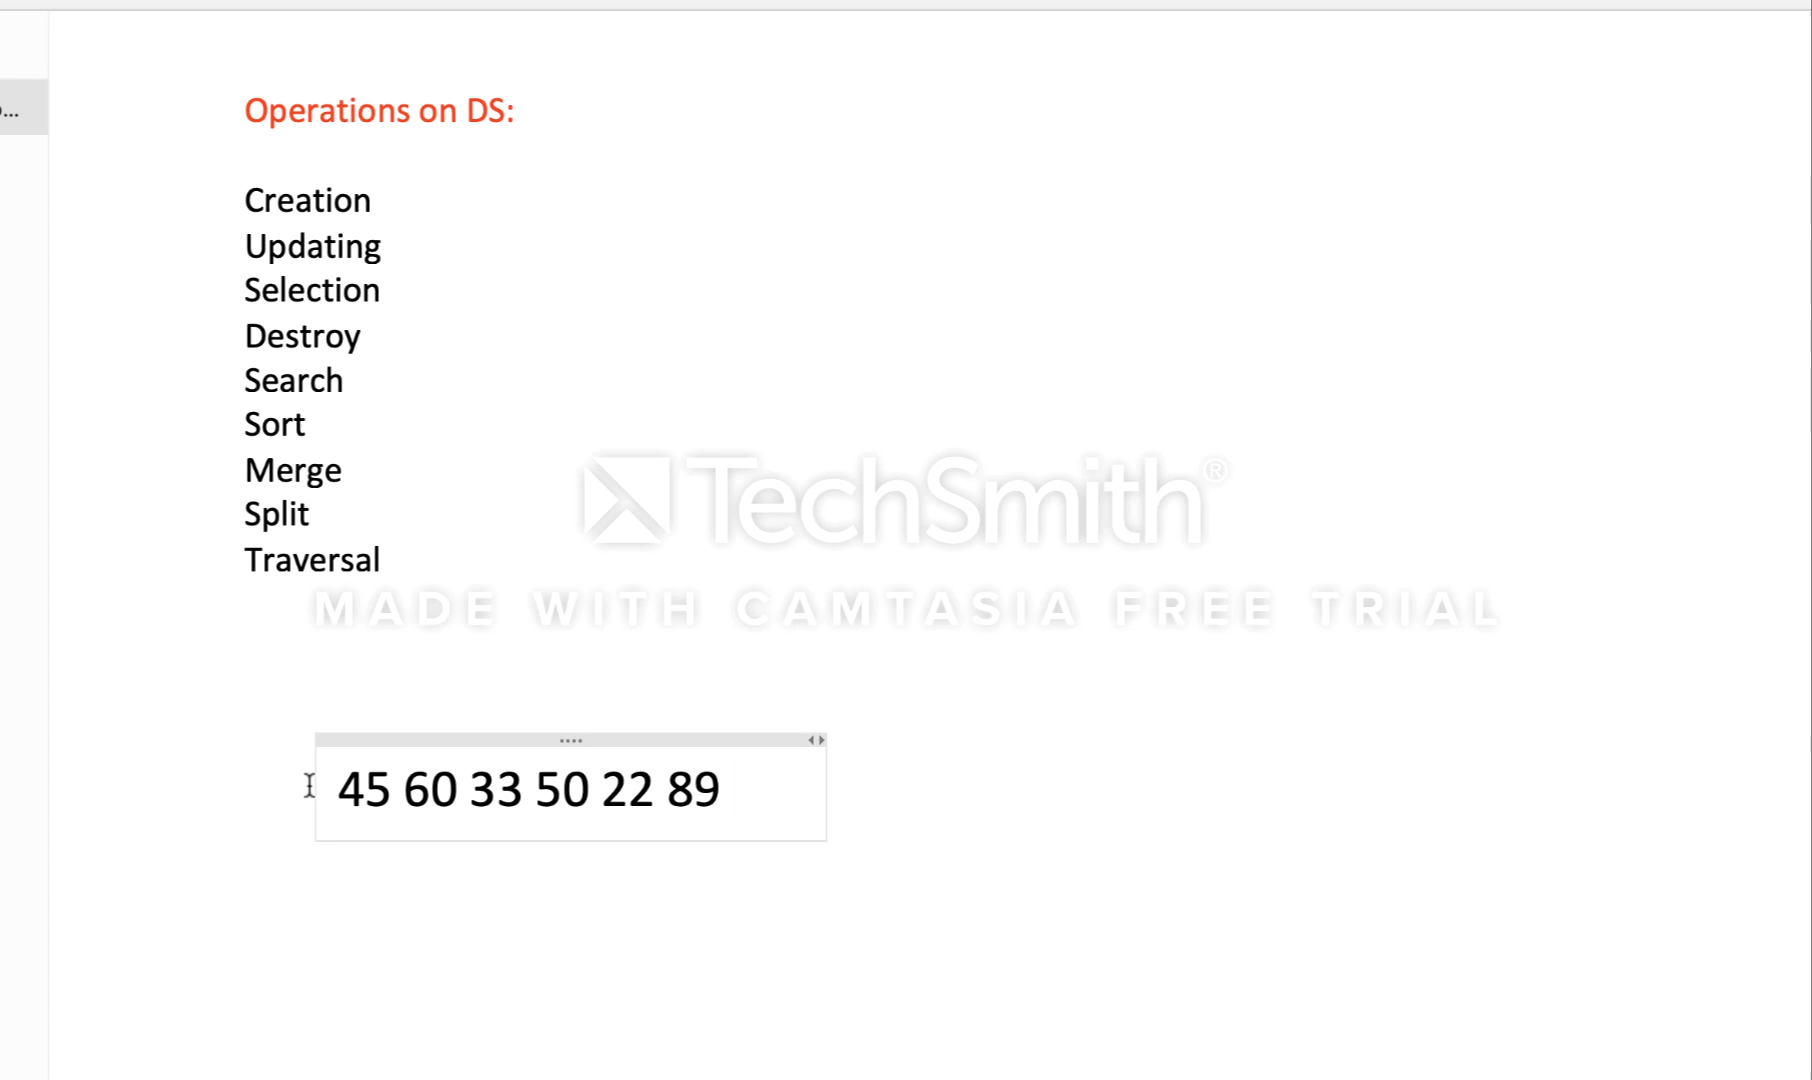 Operations on DS:
Creation
Updating
Selection
Destroy
Search
Sort
Merge
Split
Traversal
TechSmith®
MADE WITH CAMTASIA FREE TRIAL
45 60 33 50 22 89